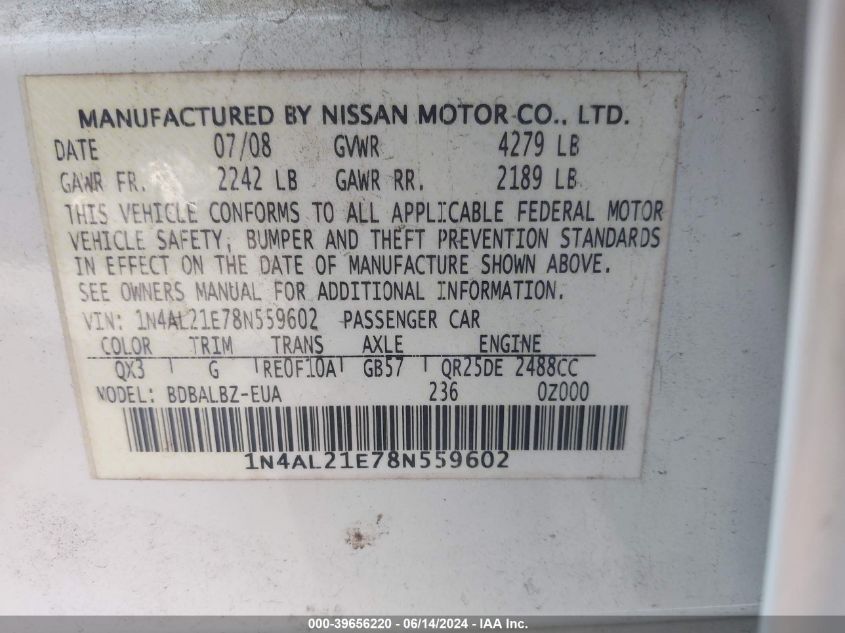 MANUFACTURED BY NISSAN MOTOR CO., LTD.
DATE 07/08 GVWR 4279 LB
GAWR FR. 2242 LB GAWR RR. 2189 LB
THIS VEHICLE CONFORMS TO ALL APPLICABLE FEDERAL MOTOR
VEHICLE SAFETY, BUMPER AND THEFT PREVENTION STANDARDS
IN EFFECT ON THE DATE OF MANUFACTURE SHOWN ABOVE.
SEE OWNERS MANUAL FOR ADDITIONAL INFORMATION.
VIN: 1N4AL21E78N559602 PASSENGER CAR
COLOR TRIM TRANS AXLE ENGINE
QX3 G RE0F10A GB57 QR25DE 2488CC
MODEL: BDBALBZ-EUA 236 0Z000
1N4AL21E78N559602
000-39656220 - 06/14/2024 - IAA Inc.